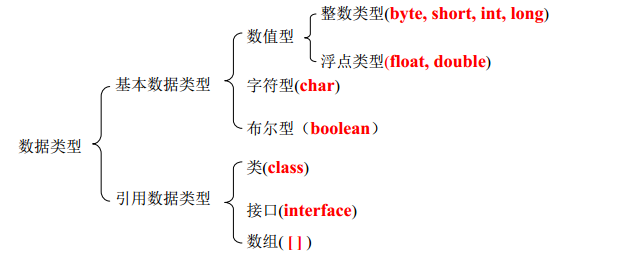 整数类型(byte, short, int, long)
数值型
浮点类型(float, double)
基本数据类型
字符型(char)
布尔型（boolean）
数据类型
类(class)
引用数据类型
接口(interface)
数组( [ ] )